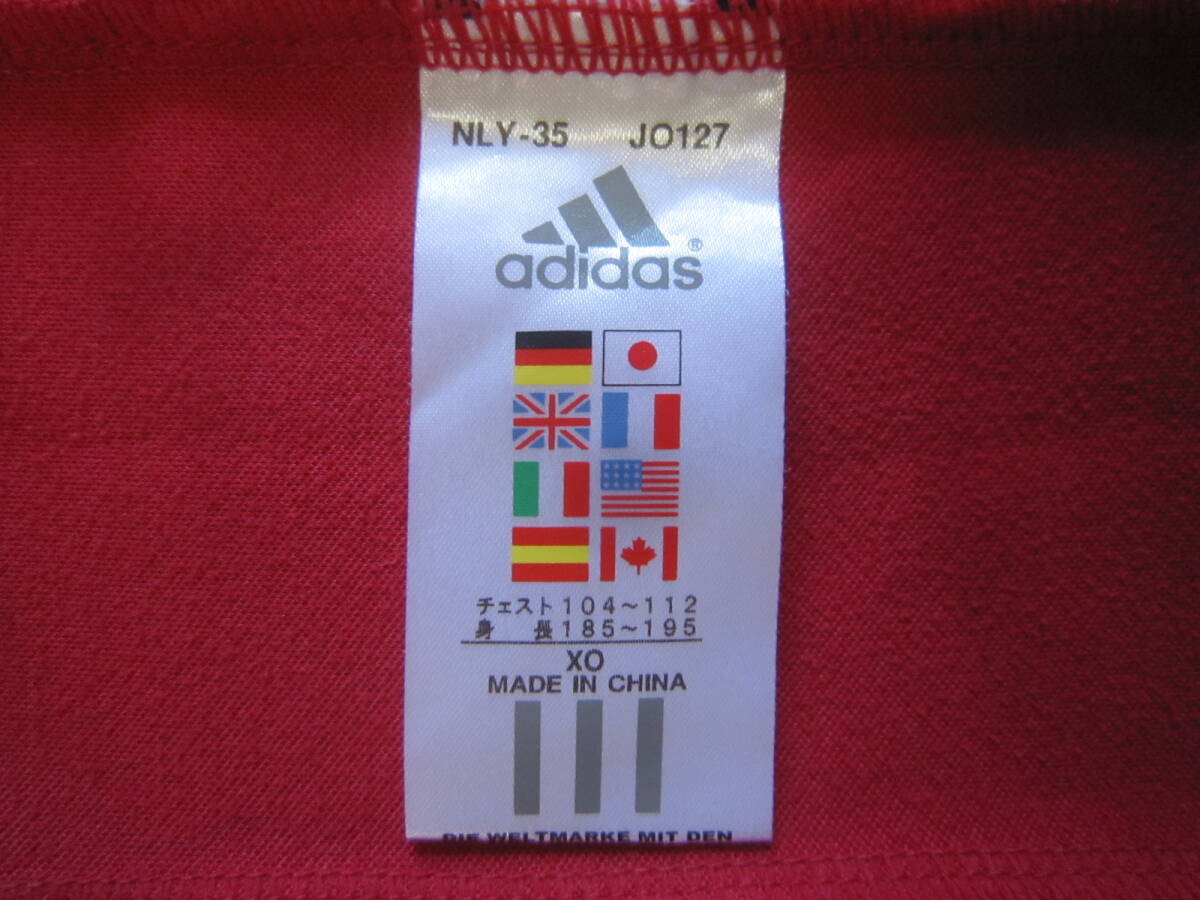 NLY-35 JO127
adidas®
チェスト104～112
身 長185～195
XO
MADE IN CHINA
DIE WELTMARKE MIT DEN